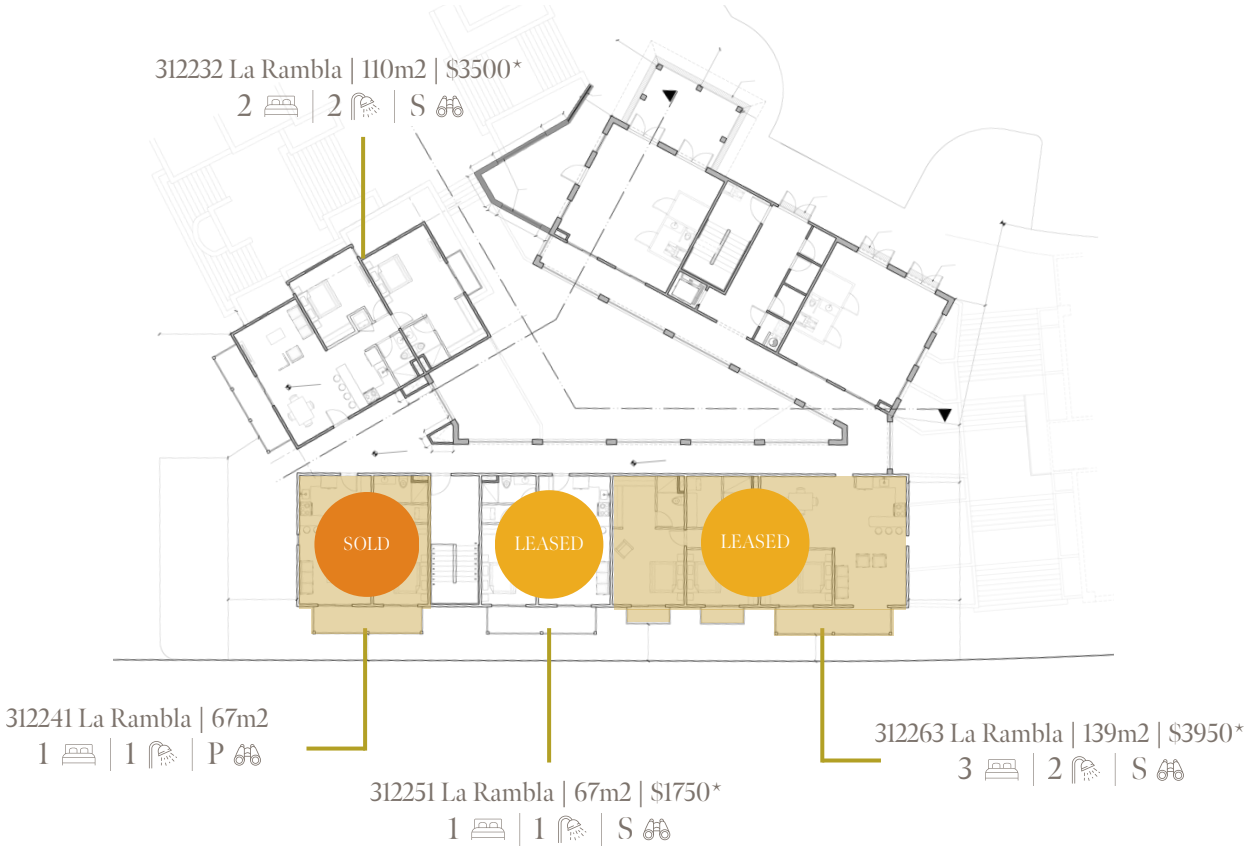 312232 La Rambla | 110m2 | $3500*
2 | 2 | S
SOLD
LEASED
LEASED
312241 La Rambla | 67m2
1 | 1 | P
312263 La Rambla | 139m2 | $3950*
3 | 2 | S
312251 La Rambla | 67m2 | $1750*
1 | 1 | S